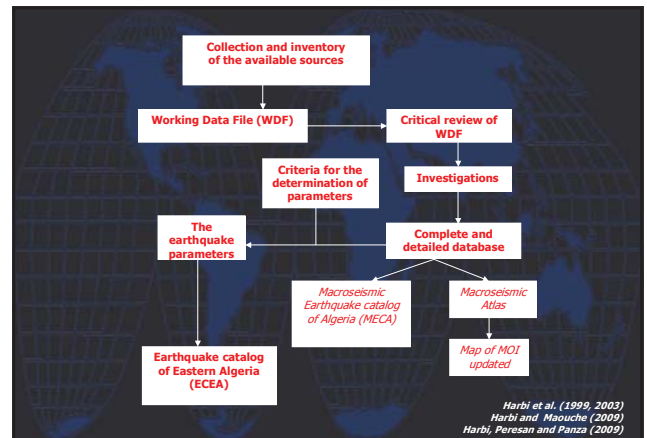 Collection and inventory
of the available sources
Working Data File (WDF)
Critical review of
WDF
Criteria for the
determination of
parameters
Investigations
The
earthquake
parameters
Complete and
detailed database
Macroseismic
Earthquake catalog
of Algeria (MECA)
Macroseismic
Atlas
Map of MOI
updated
Earthquake catalog
of Eastern Algeria
(ECEA)
Harbi et al. (1999, 2003)
Harbi and Maouche (2009)
Harbi, Peresan and Panza (2009)